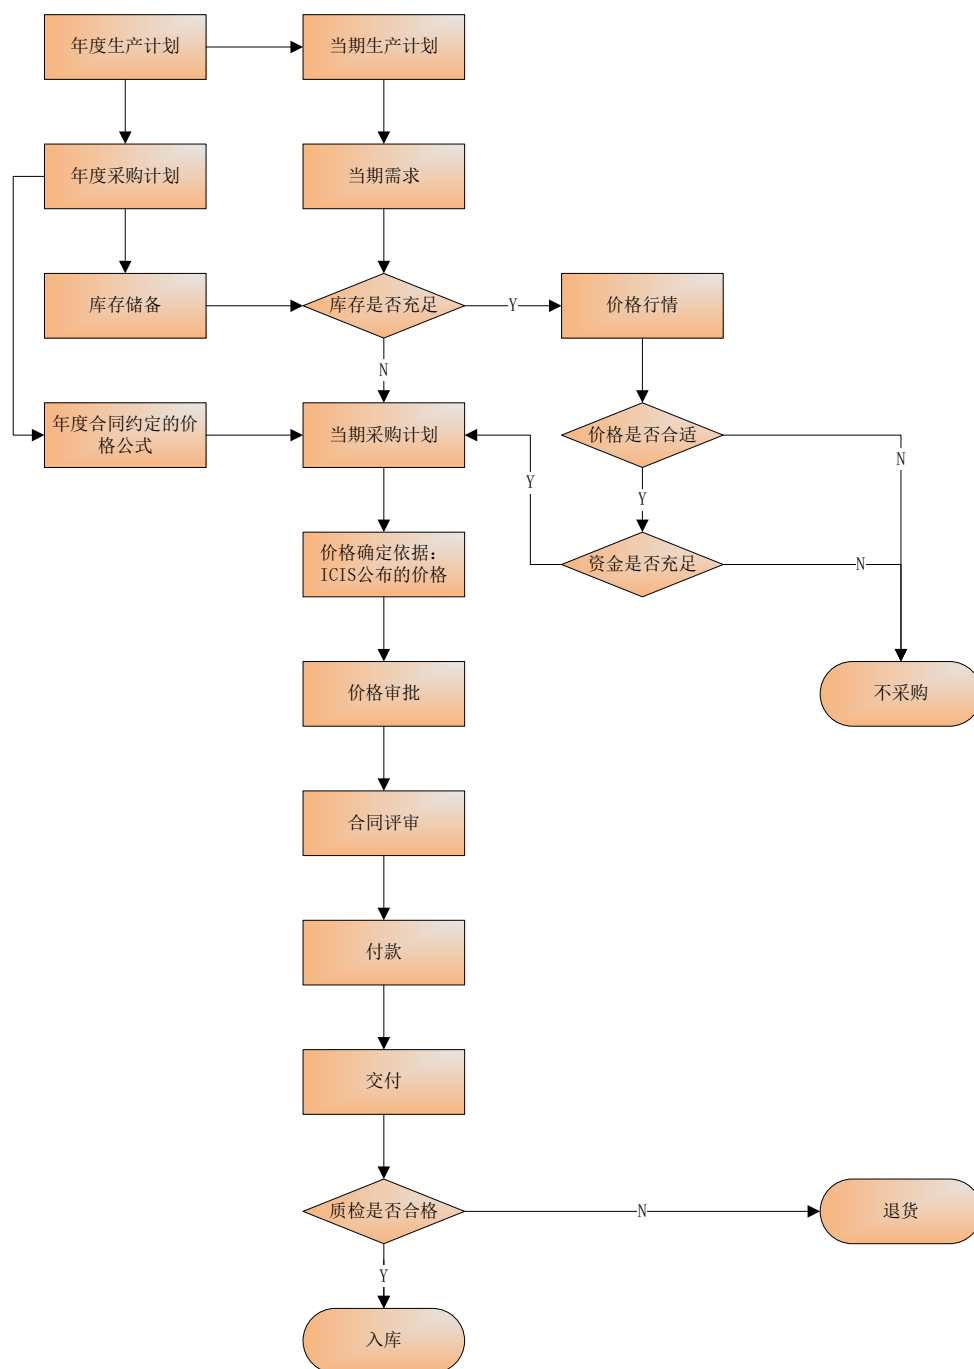 年度生产计划
当期生产计划
年度采购计划
当期需求
库存储备
库存是否充足
Y
价格行情
N
年度合同约定的价
格公式
当期采购计划
价格是否合适
N
Y
Y
价格确定依据：
ICIS公布的价格
资金是否充足
N
价格审批
不采购
合同评审
付款
交付
质检是否合格
N
退货
Y
入库